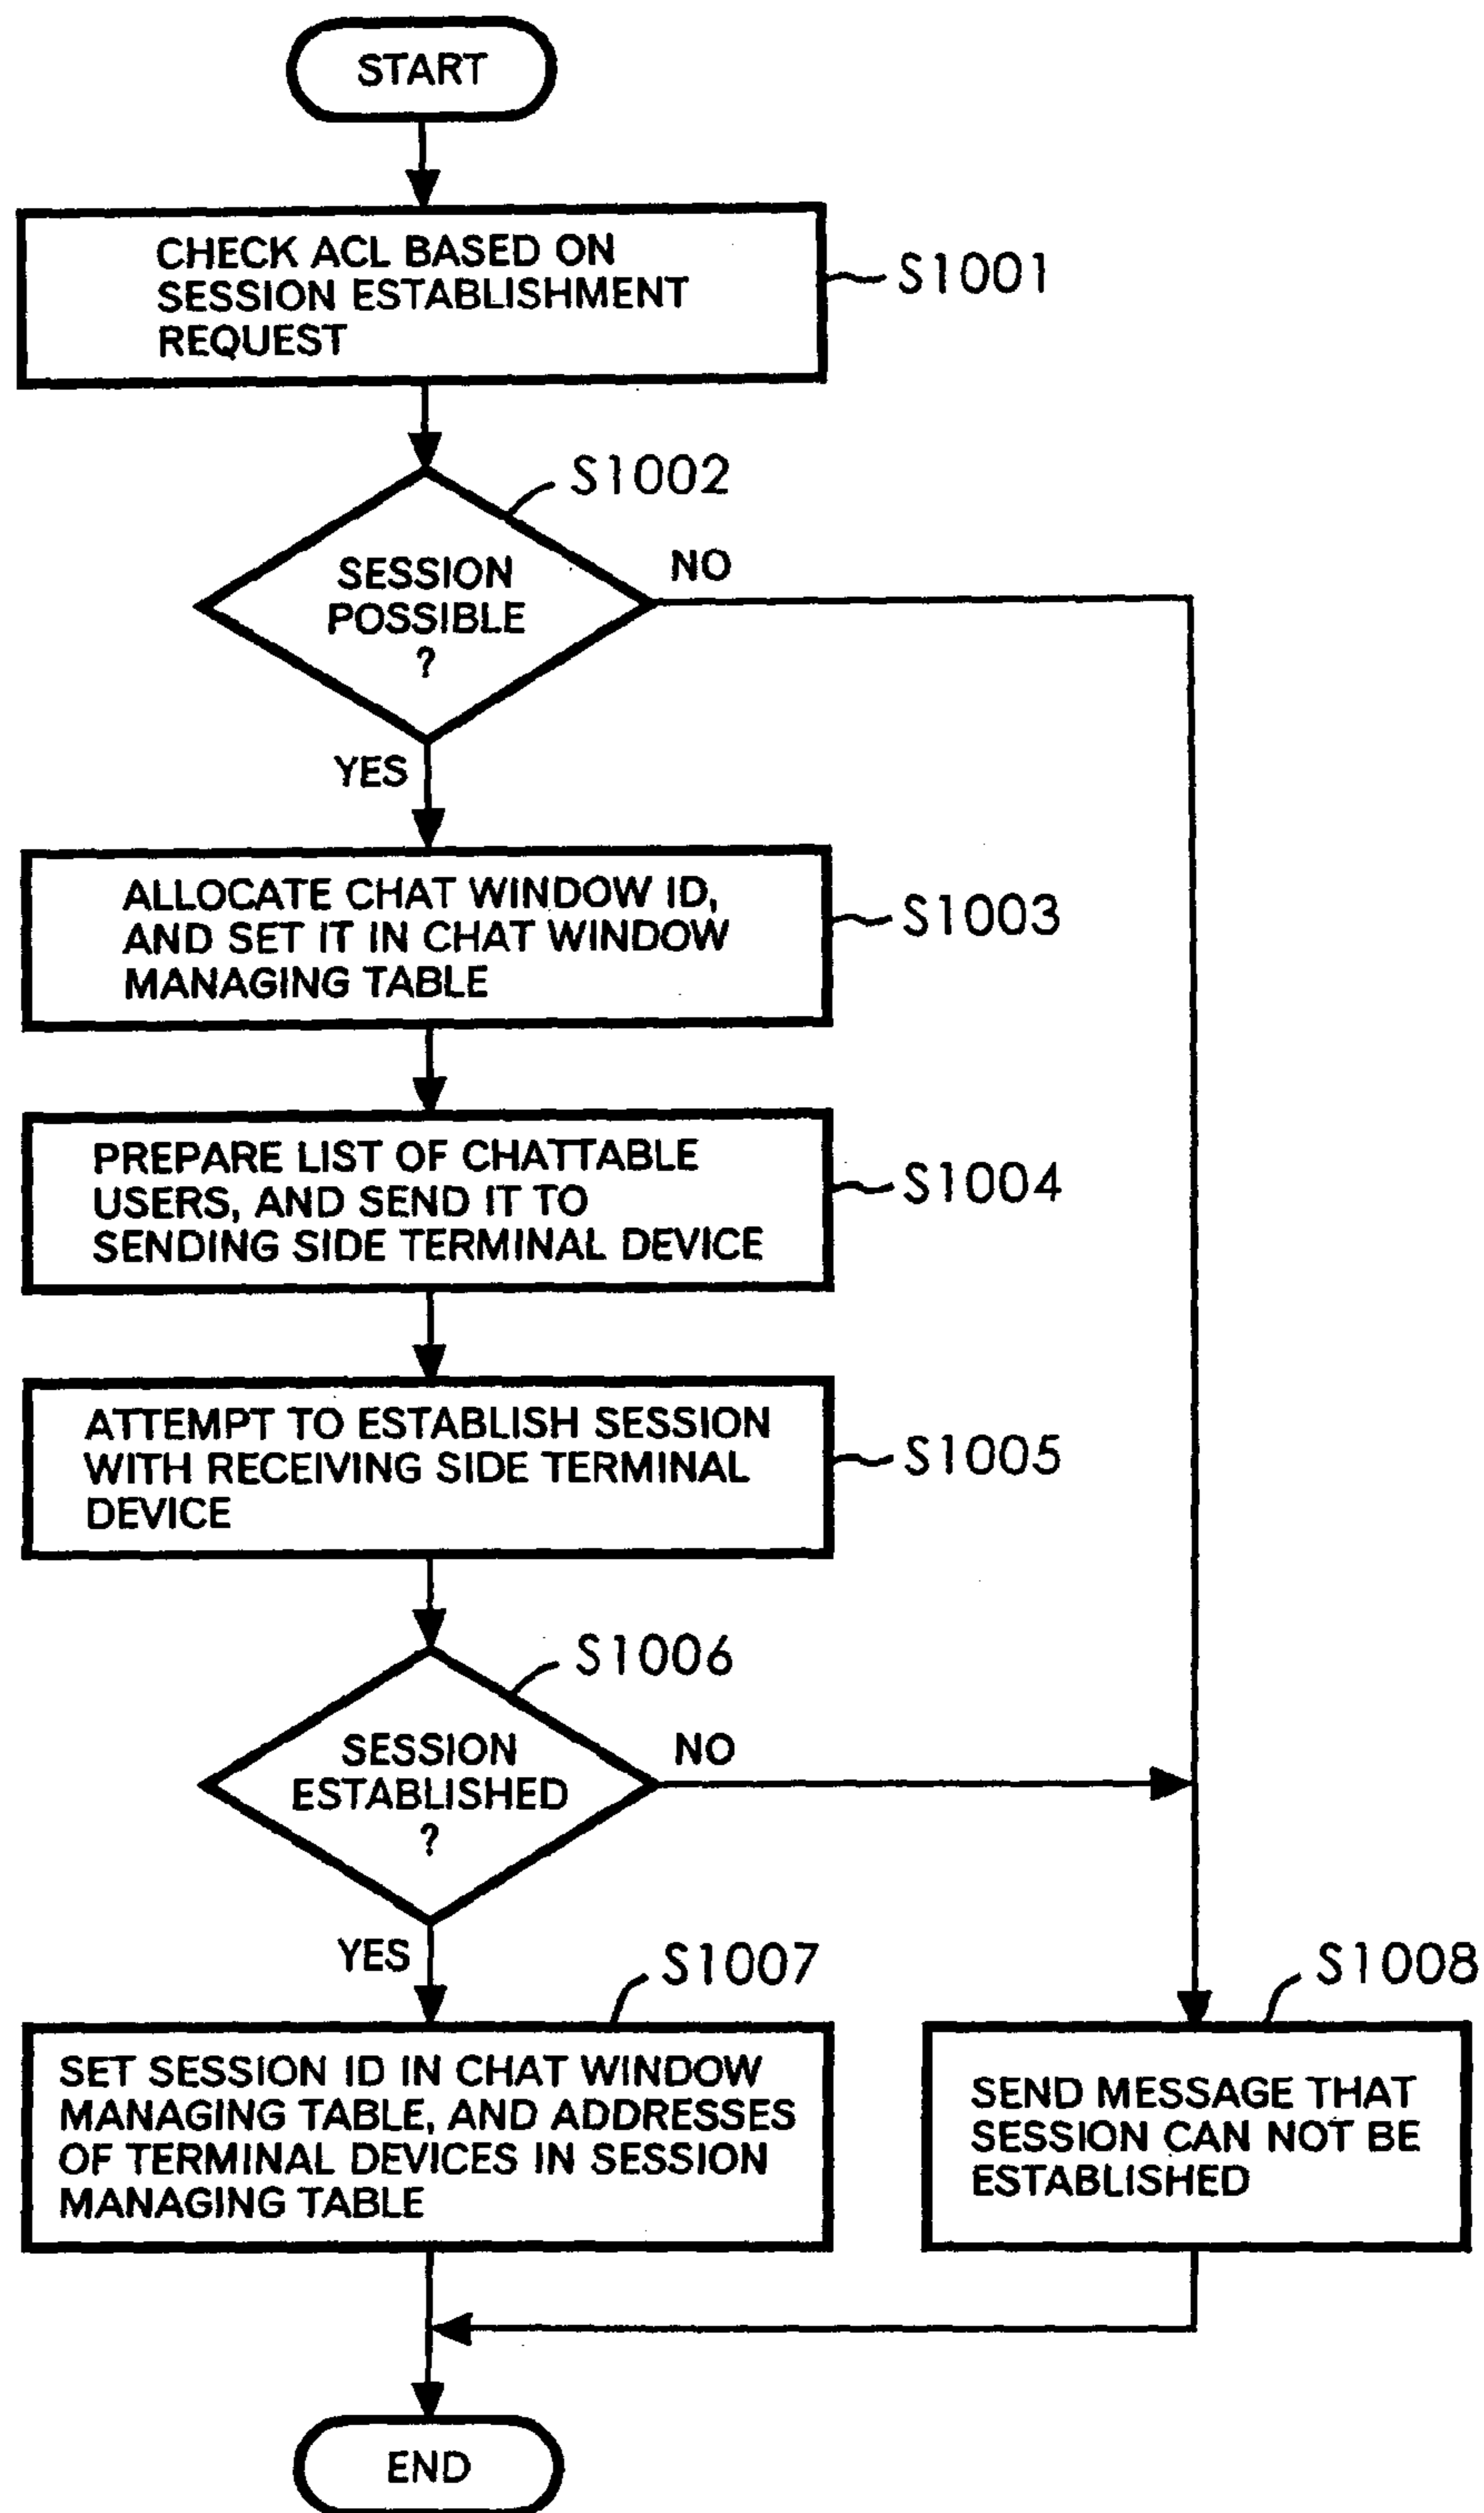 START
CHECK ACL BASED ON
SESSION ESTABLISHMENT
REQUEST
S1001
S1002
SESSION
POSSIBLE
?
NO
YES
ALLOCATE CHAT WINDOW ID,
AND SET IT IN CHAT WINDOW
MANAGING TABLE
S1003
PREPARE LIST OF CHATTABLE
USERS, AND SEND IT TO
SENDING SIDE TERMINAL DEVICE
S1004
ATTEMPT TO ESTABLISH SESSION
WITH RECEIVING SIDE TERMINAL
DEVICE
S1005
S1006
SESSION
ESTABLISHED
?
NO
YES
S1007
SET SESSION ID IN CHAT WINDOW
MANAGING TABLE, AND ADDRESSES
OF TERMINAL DEVICES IN SESSION
MANAGING TABLE
S1008
SEND MESSAGE THAT
SESSION CAN NOT BE
ESTABLISHED
END